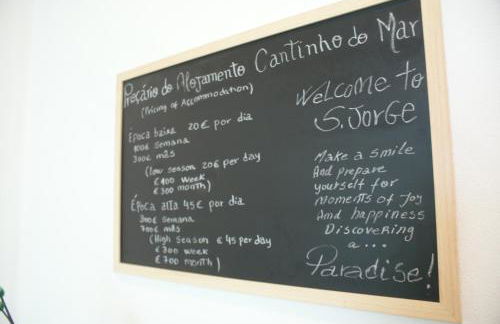 Preçário do Alojamento Cantinho do Mar
(Pricing of Accommodation)
Época baixa 20€ por dia
100€ semana
300€ mês
(low season 20€ per day
€100 week
€300 month)
Época alta 45€ por dia
300€ semana
700€ mês
(High season €45 per day
€300 week
€700 month)
Welcome to
S. Jorge
Make a smile
And prepare
yourself for
moments of Joy
And happiness
Discovering
a...
Paradise!